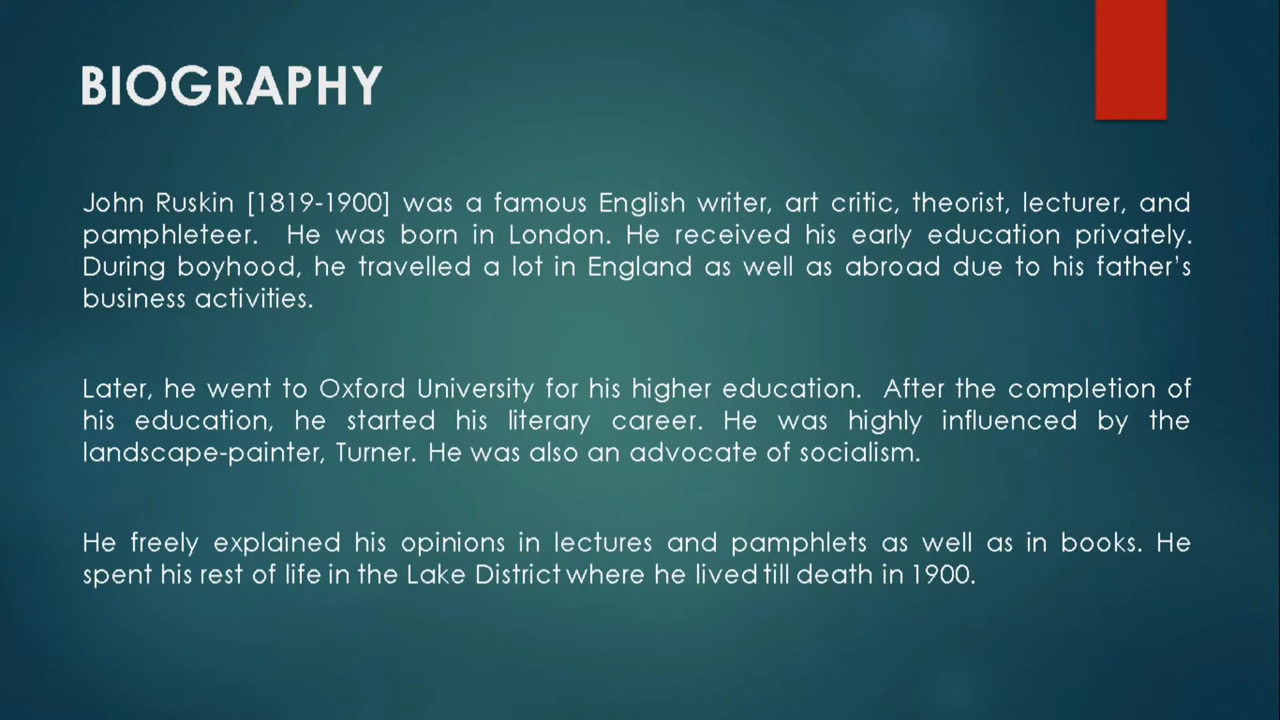 BIOGRAPHY
John Ruskin [1819-1900] was a famous English writer, art critic, theorist, lecturer, and
pamphleteer.  He was born in London. He received his early education privately.
During boyhood, he travelled a lot in England as well as abroad due to his father's
business activities.
Later, he went to Oxford University for his higher education.  After the completion of
his education, he started his literary career. He was highly influenced by the
landscape-painter, Turner. He was also an advocate of socialism.
He freely explained his opinions in lectures and pamphlets as well as in books. He
spent his rest of life in the Lake District where he lived till death in 1900.